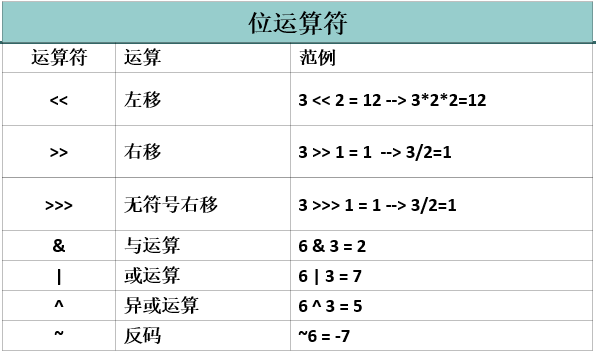 位运算符
运算符 运算 范例
<< 左移 3 << 2 = 12 --> 3*2*2=12
>> 右移 3 >> 1 = 1 --> 3/2=1
>>> 无符号右移 3 >>> 1 = 1 --> 3/2=1
& 与运算 6 & 3 = 2
| 或运算 6 | 3 = 7
^ 异或运算 6 ^ 3 = 5
~ 反码 ~6 = -7